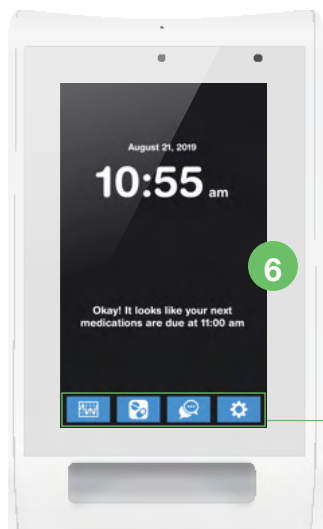 August 21, 2019
10:55 am
6
Okay! It looks like your next
medications are due at 11:00 am